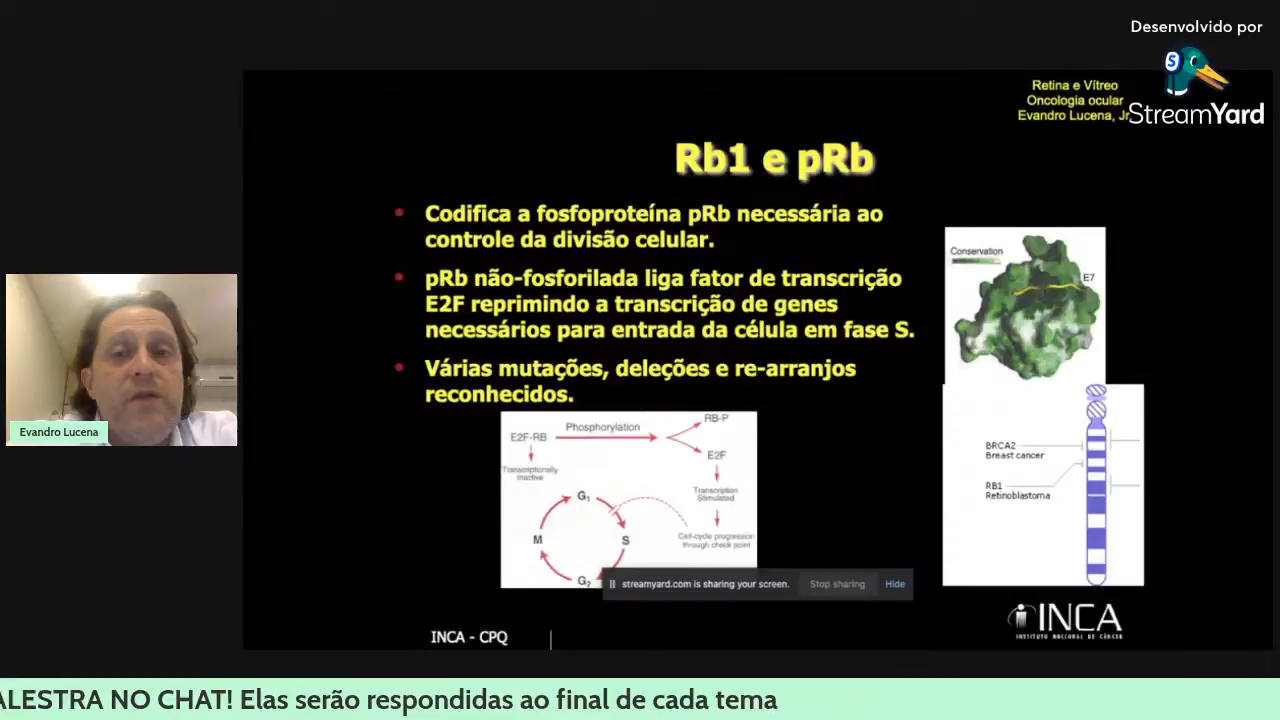 Desenvolvido por
StreamYard
Retina e Vítreo
Oncologia ocular
Evandro Lucena, Jr
Rb1 e pRb
• Codifica a fosfoproteína pRb necessária ao
controle da divisão celular.
• pRb não-fosforilada liga fator de transcrição
E2F reprimindo a transcrição de genes
necessários para entrada da célula em fase S.
• Várias mutações, deleções e re-arranjos
reconhecidos.
Conservation
E7
E2F-RB
Phosphorylation
RB-P
E2F
Transcriptionally
Inactive
Transcription
Stimulated
Cell-cycle progression
through check point
G1
M
S
G2
BRCA2
Breast cancer
RB1
Retinoblastoma
streamyard.com is sharing your screen.
Stop sharing
Hide
Evandro Lucena
INCA - CPQ
INCA
INSTITUTO NACIONAL DE CÂNCER
ALESTRA NO CHAT! Elas serão respondidas ao final de cada tema